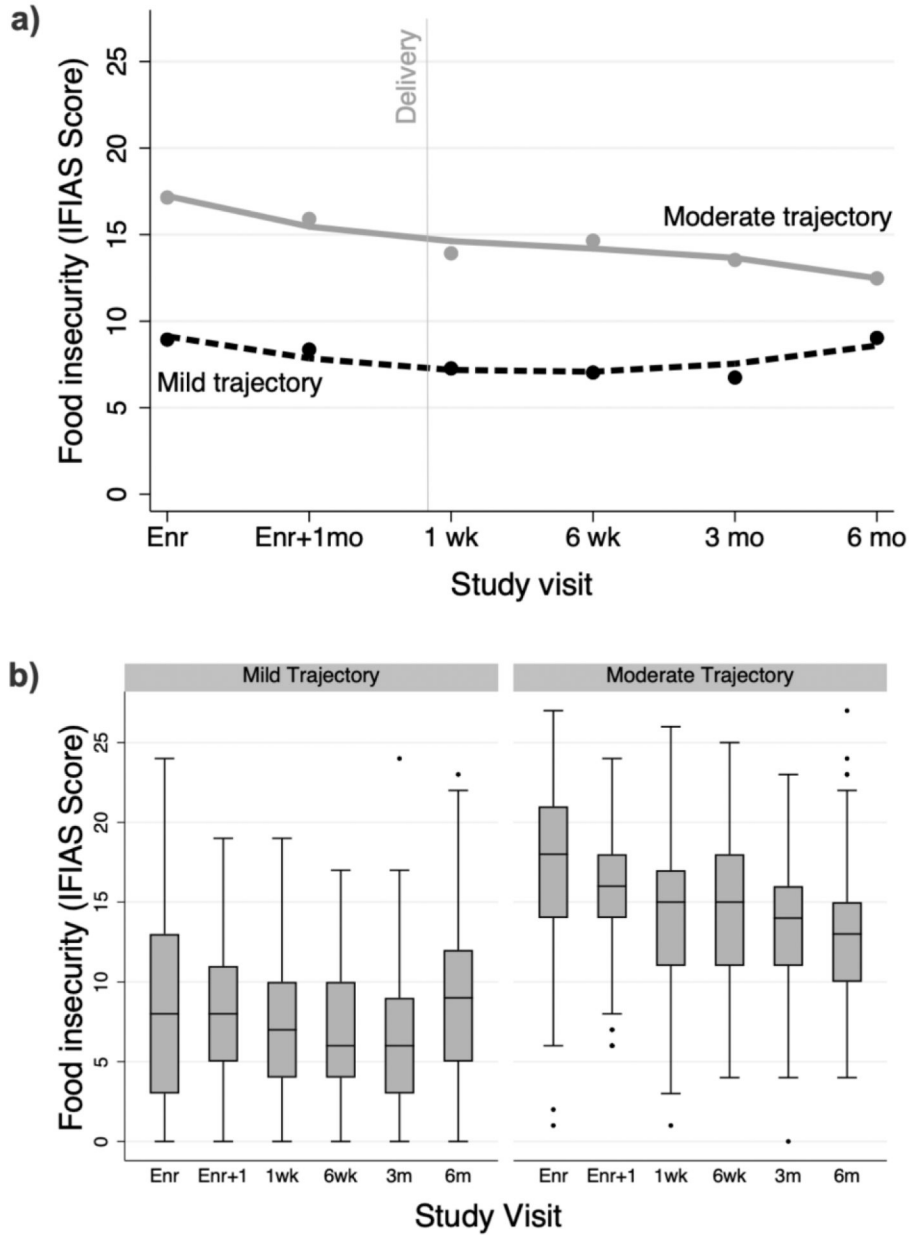 a)
Food insecurity (IFIAS Score)
25
20
15
10
5
0
Delivery
Moderate trajectory
Mild trajectory
Enr Enr+1mo 1 wk 6 wk 3 mo 6 mo
Study visit
b)
Mild Trajectory Moderate Trajectory
Food insecurity (IFIAS Score)
25
20
15
10
5
0
Enr Enr+1 1wk 6wk 3m 6m Enr Enr+1 1wk 6wk 3m 6m
Study Visit